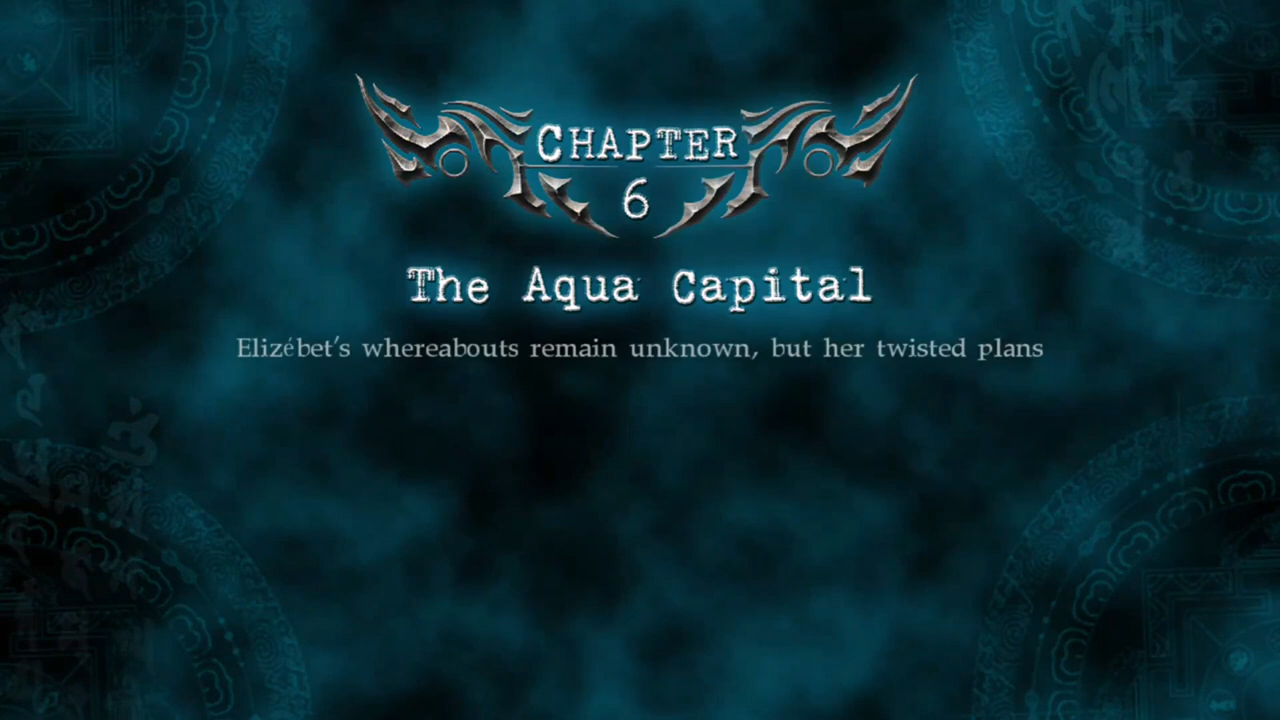 CHAPTER
6
The Aqua Capital
Elizébet's whereabouts remain unknown, but her twisted plans